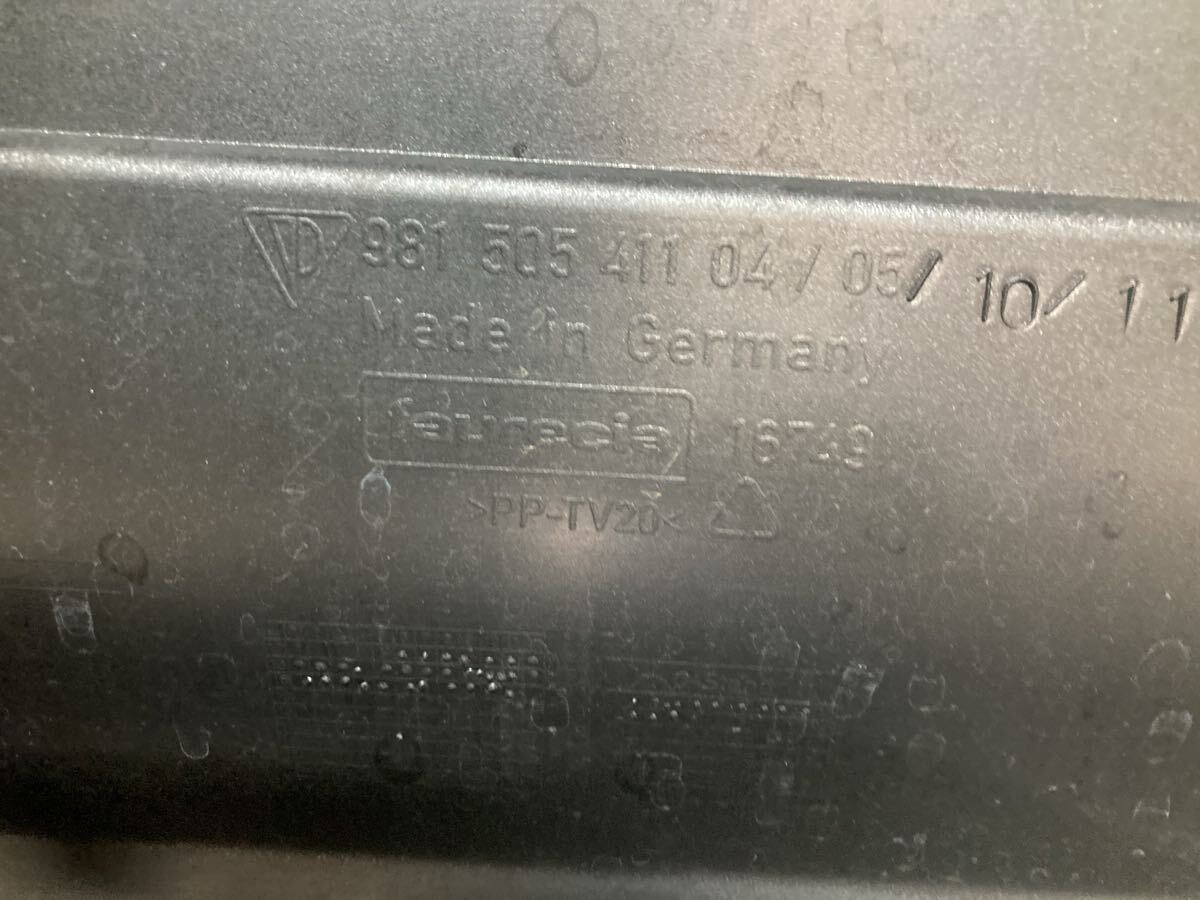 981 505 411 04 / 05 / 10 / 11
Made in Germany
faurecia 16749
>PP-TV20<